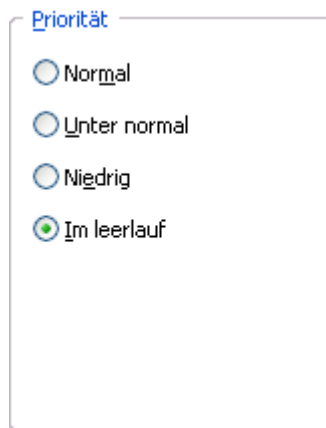 Priorität
Normal
Unter normal
Niedrig
Im leerlauf